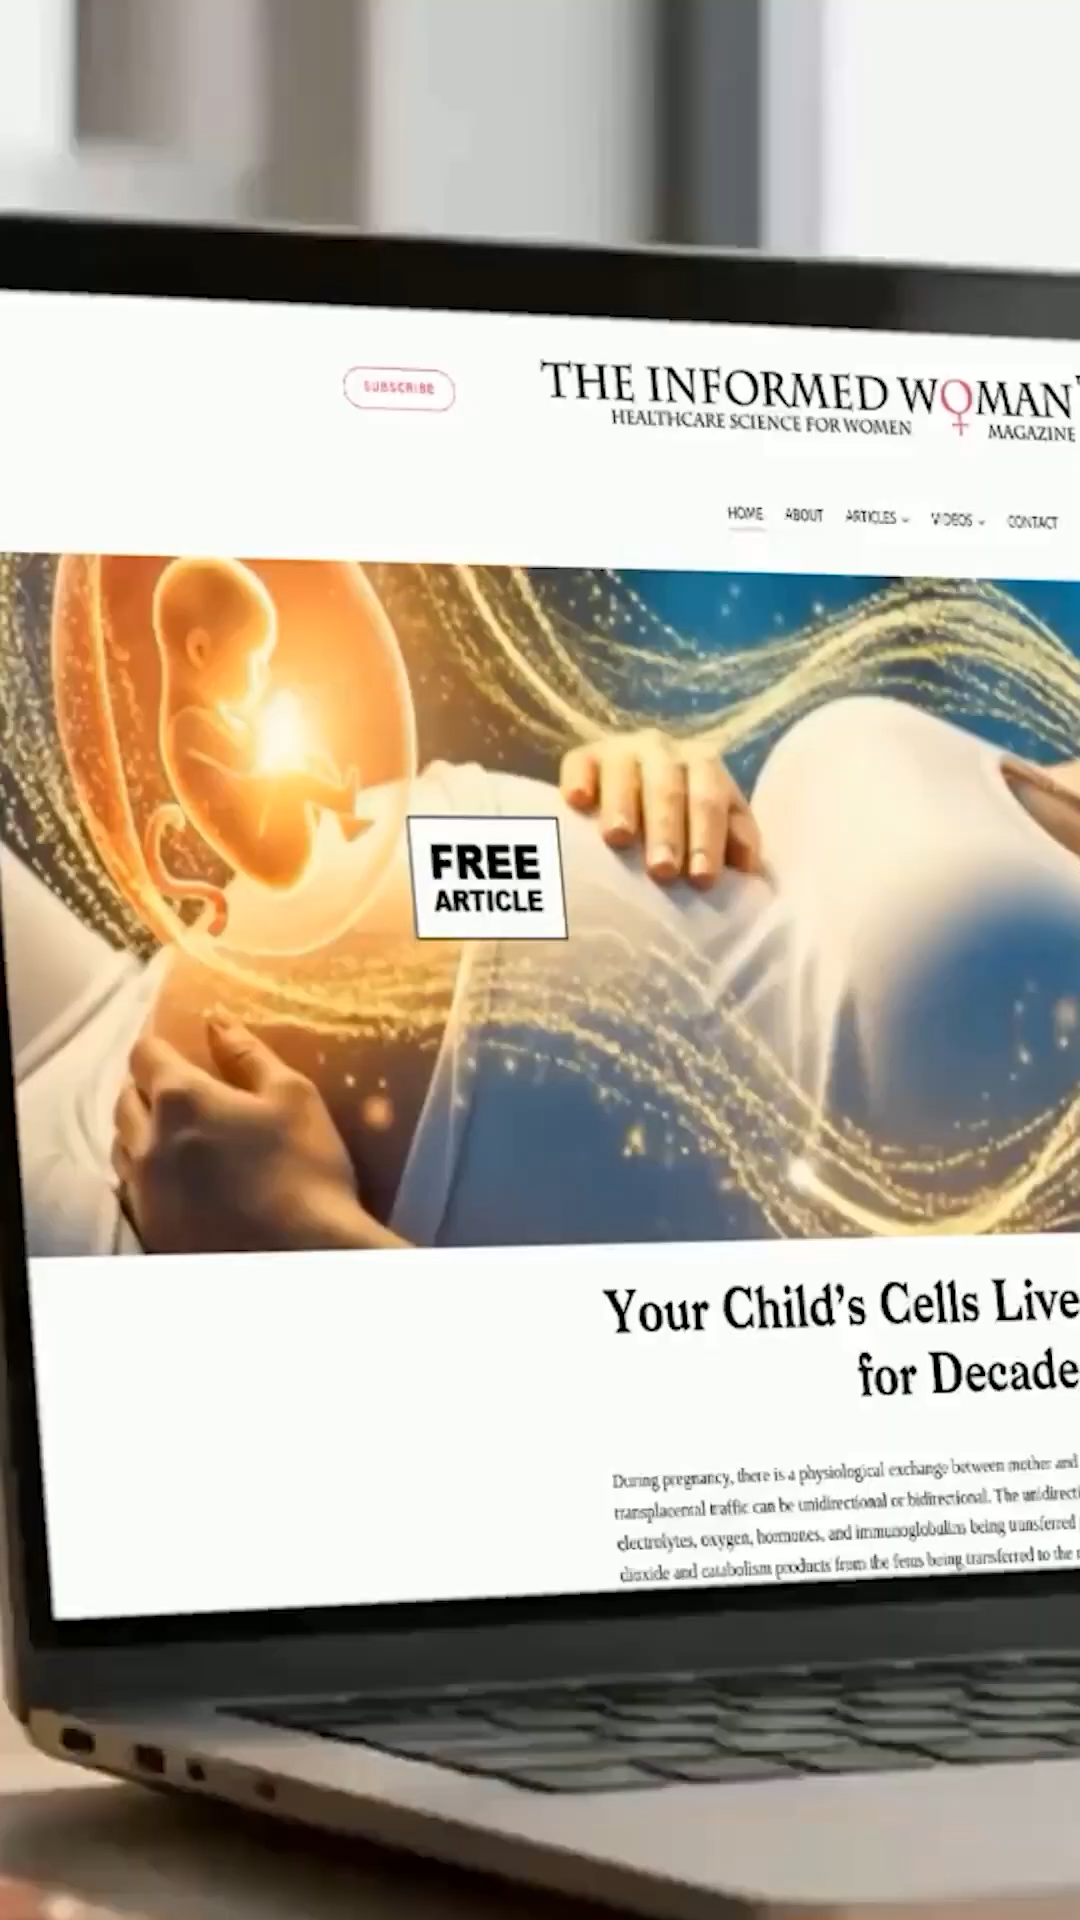 SUBSCRIBE
THE INFORMED WOMAN
HEALTHCARE SCIENCE FOR WOMEN
MAGAZINE
HOME ABOUT ARTICLES VIDEOS CONTACT
FREE
ARTICLE
Your Child's Cells Live
for Decade
During pregnancy, there is a physiological exchange between mother and
transplacental traffic can be unidirectional or bidirectional. The unidirecti
electrolytes, oxygen, hormones, and immunoglobulins being transferred
dioxide and catabolism products from the fetus being transferred to the